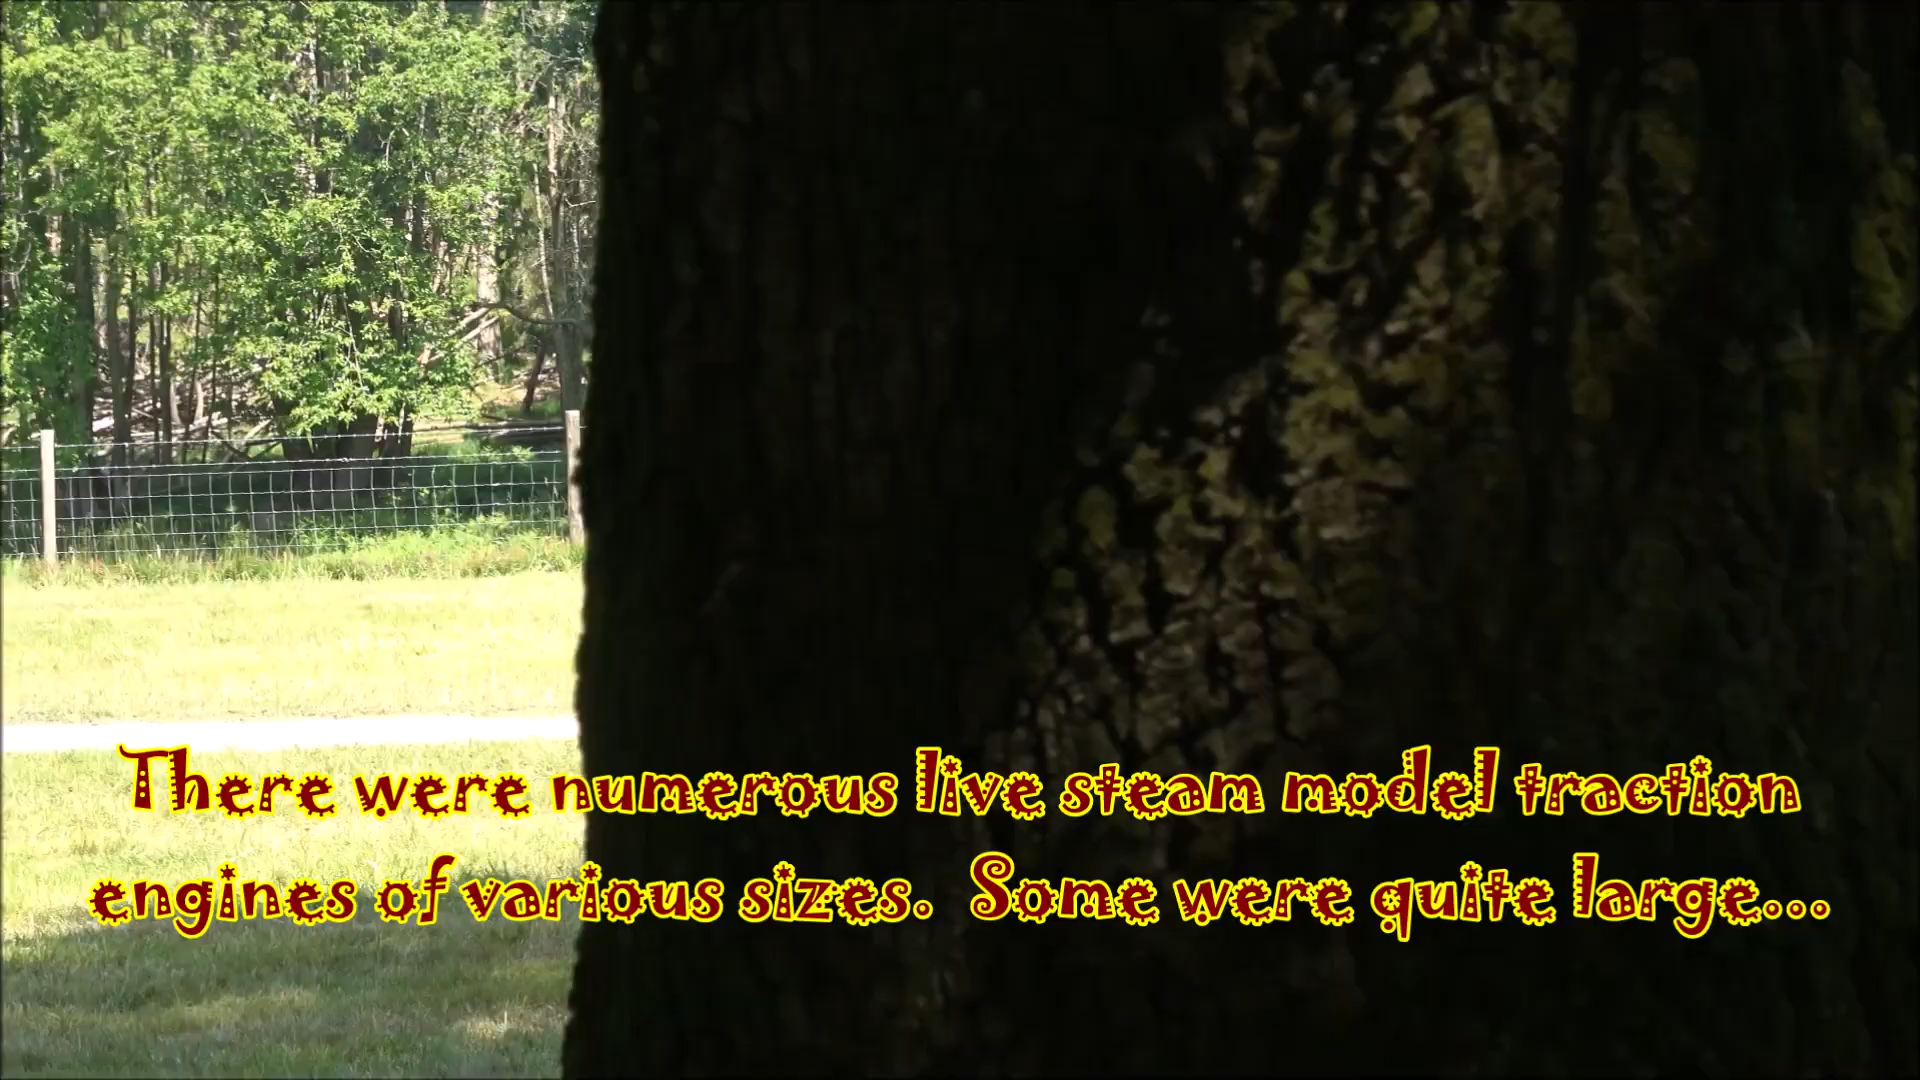 There were numerous live steam model traction
engines of various sizes.  Some were quite large...